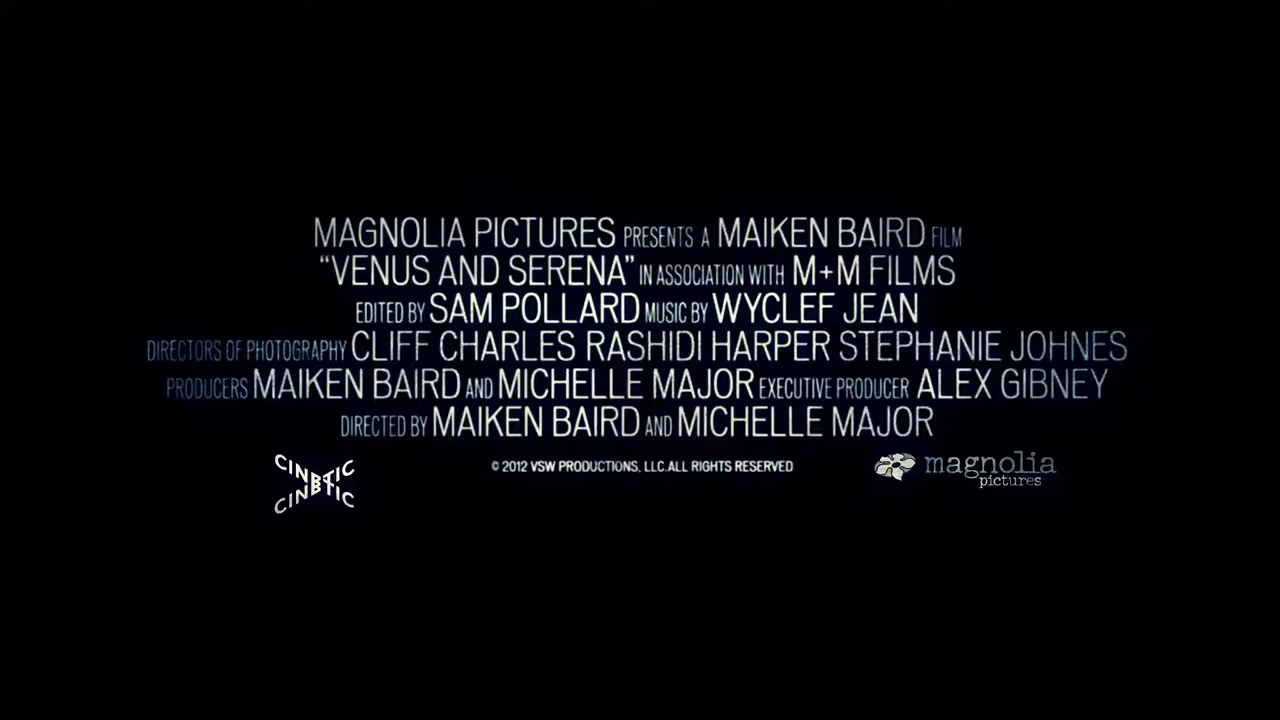 MAGNOLIA PICTURES PRESENTS A MAIKEN BAIRD FILM
“VENUS AND SERENA” IN ASSOCIATION WITH M+M FILMS
EDITED BY SAM POLLARD MUSIC BY WYCLEF JEAN
DIRECTORS OF PHOTOGRAPHY CLIFF CHARLES RASHIDI HARPER STEPHANIE JOHNES
PRODUCERS MAIKEN BAIRD AND MICHELLE MAJOR EXECUTIVE PRODUCER ALEX GIBNEY
DIRECTED BY MAIKEN BAIRD AND MICHELLE MAJOR
CINETIC
CINETIC
© 2012 VSW PRODUCTIONS, LLC.ALL RIGHTS RESERVED
magnolia
pictures